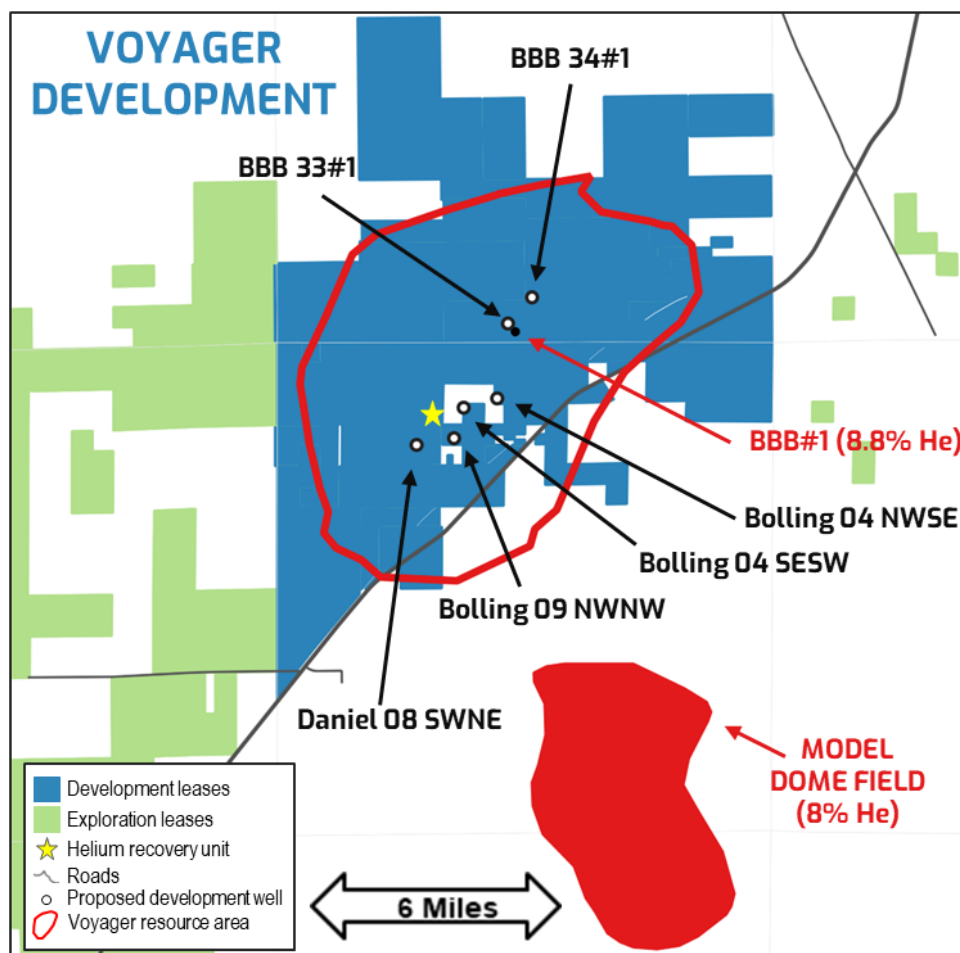 VOYAGER
DEVELOPMENT
BBB 34#1
BBB 33#1
BBB#1 (8.8% He)
Bolling 04 NWSE
Bolling 04 SESW
Bolling 09 NWNW
Daniel 08 SWNE
MODEL
DOME FIELD
(8% He)
Development leases
Exploration leases
Helium recovery unit
Roads
Proposed development well
Voyager resource area
6 Miles